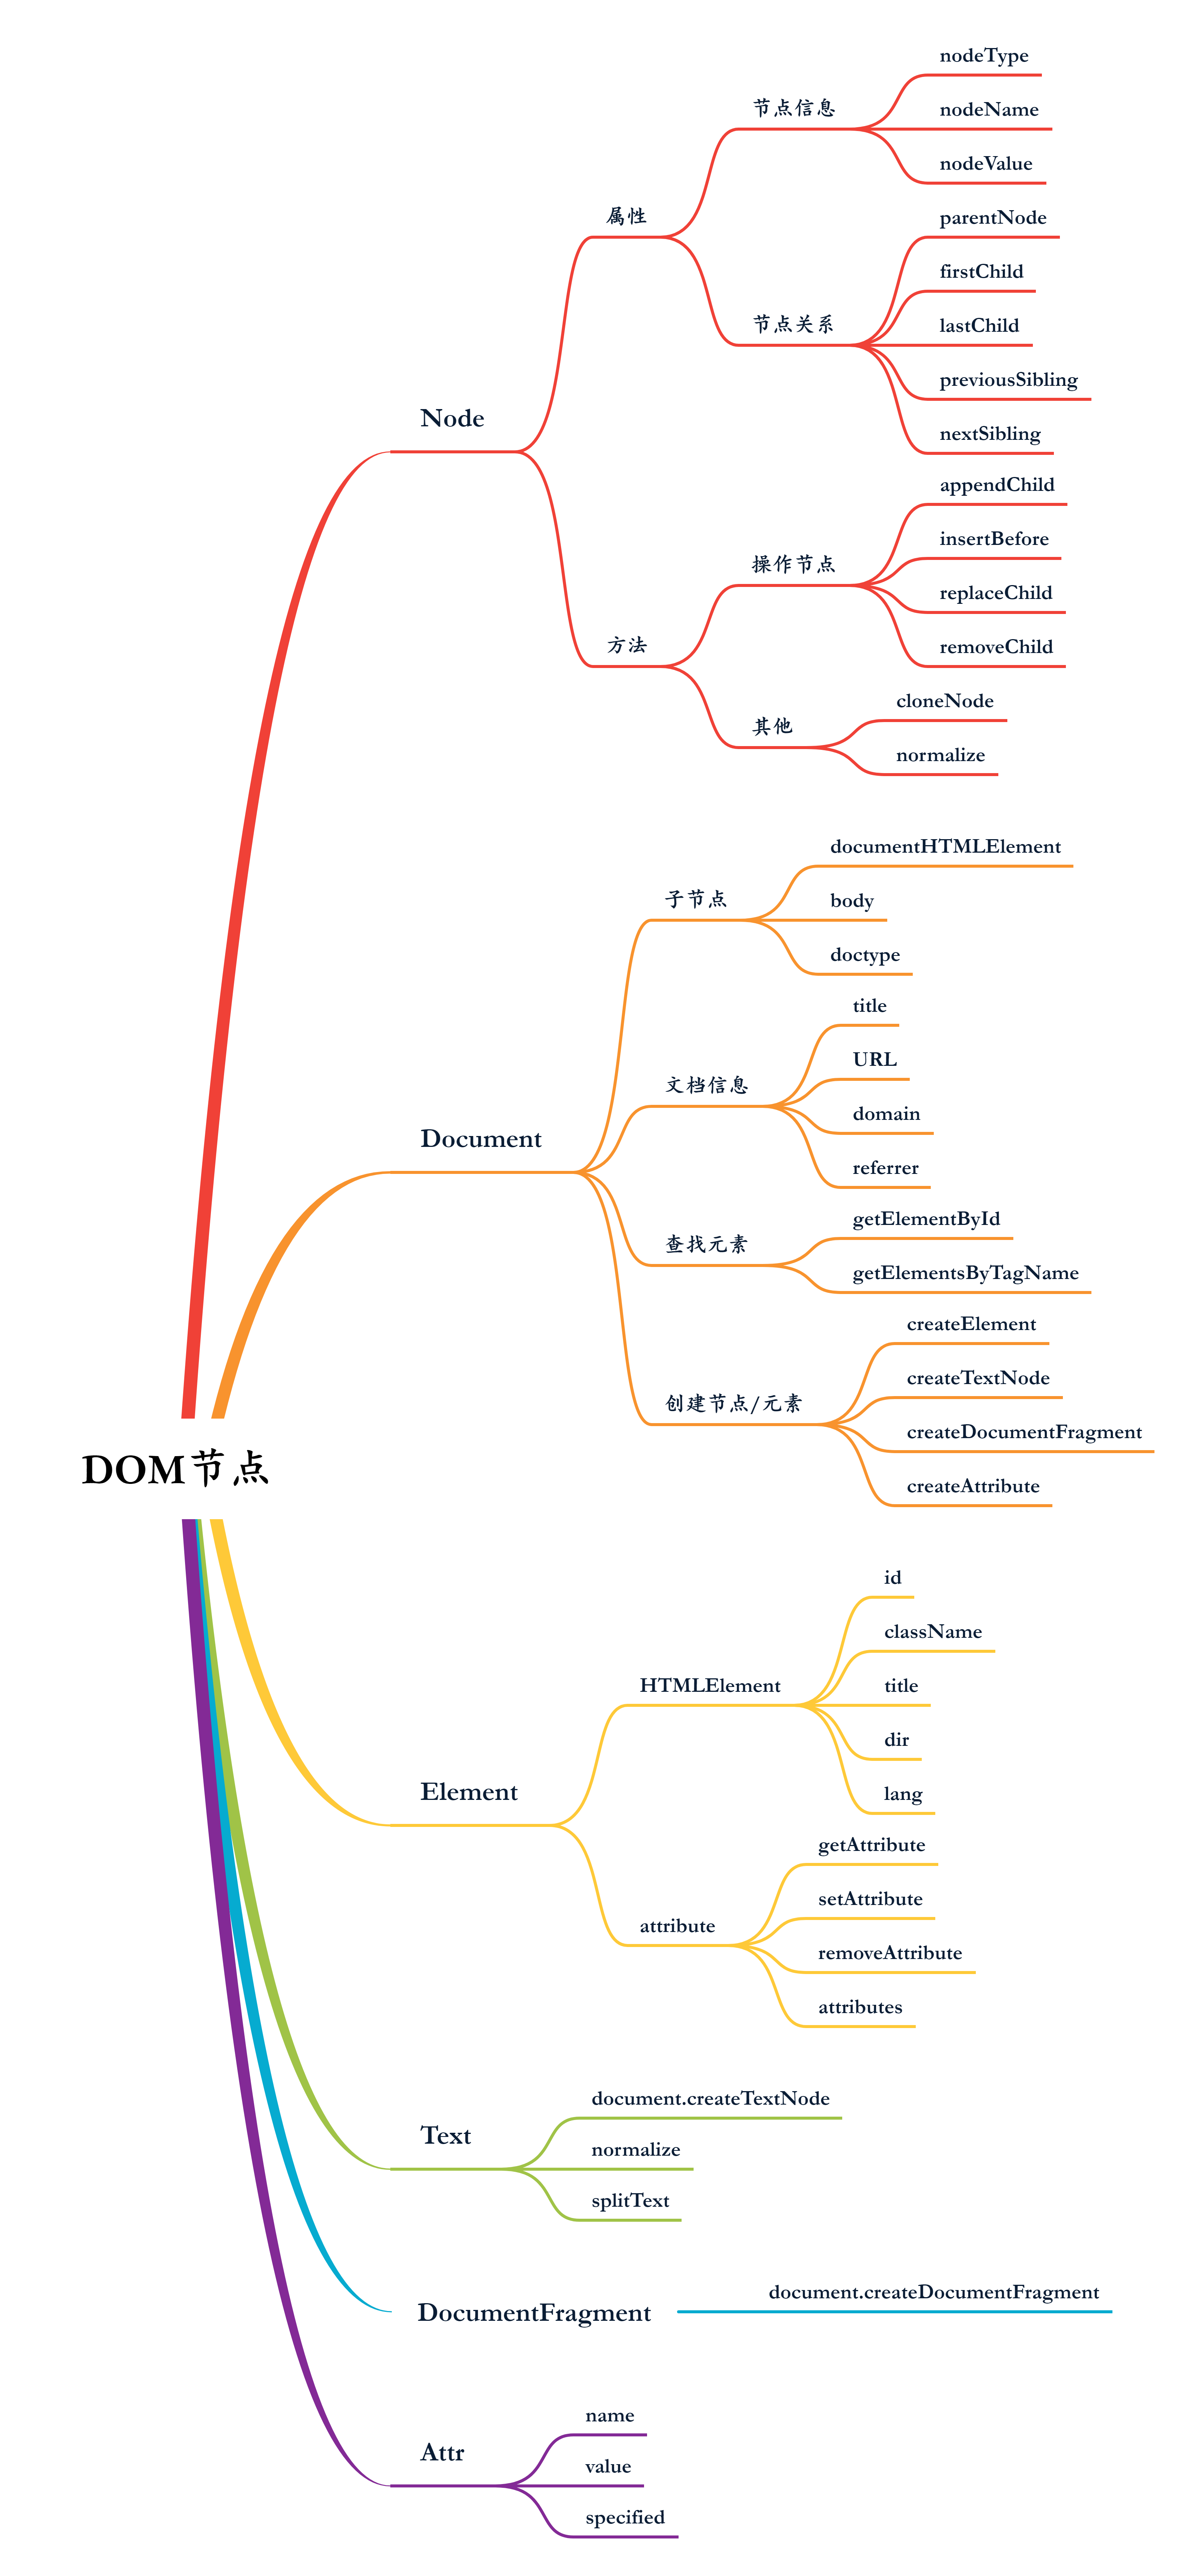 DOM节点
Node
属性
节点信息
nodeType
nodeName
nodeValue
节点关系
parentNode
firstChild
lastChild
previousSibling
nextSibling
方法
操作节点
appendChild
insertBefore
replaceChild
removeChild
其他
cloneNode
normalize
Document
子节点
documentHTMLElement
body
doctype
文档信息
title
URL
domain
referrer
查找元素
getElementById
getElementsByTagName
创建节点/元素
createElement
createTextNode
createDocumentFragment
createAttribute
Element
HTMLElement
id
className
title
dir
lang
attribute
getAttribute
setAttribute
removeAttribute
attributes
Text
document.createTextNode
normalize
splitText
DocumentFragment
document.createDocumentFragment
Attr
name
value
specified